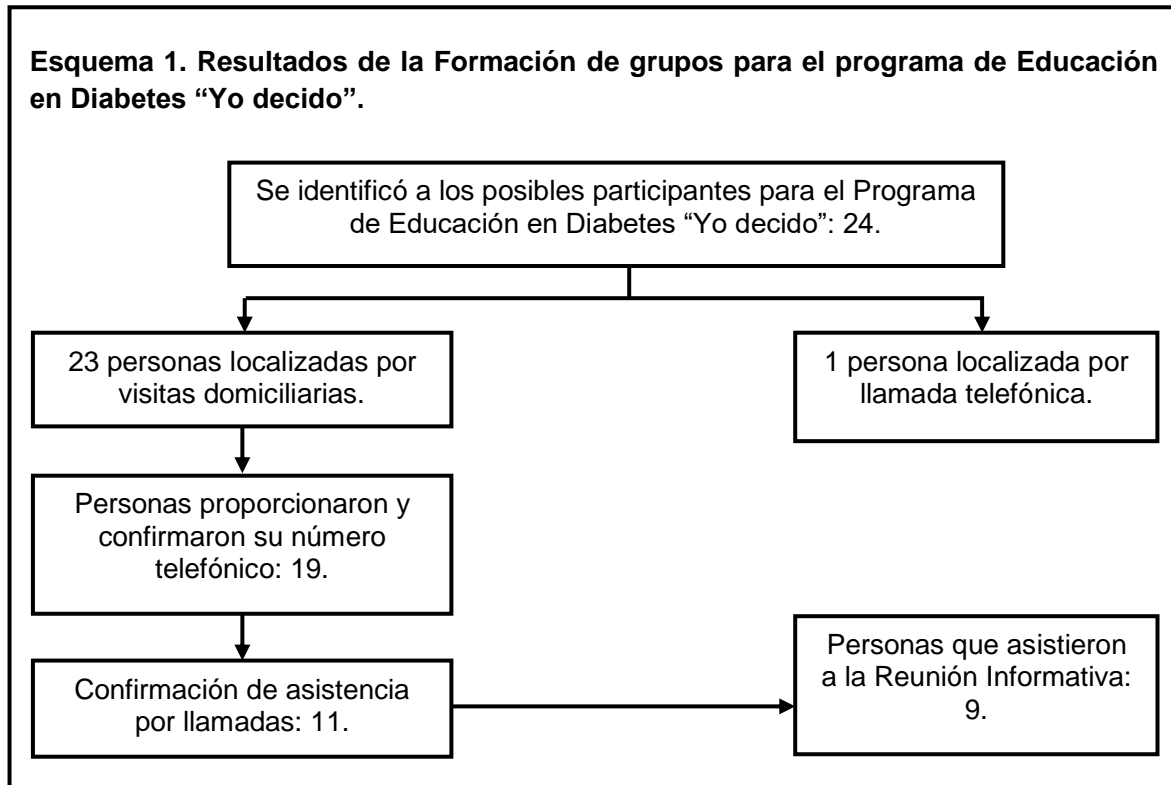 Esquema 1. Resultados de la Formación de grupos para el programa de Educación
en Diabetes “Yo decido”.
Se identificó a los posibles participantes para el Programa
de Educación en Diabetes “Yo decido”: 24.
23 personas localizadas por
visitas domiciliarias.
1 persona localizada por
llamada telefónica.
Personas proporcionaron y
confirmaron su número
telefónico: 19.
Confirmación de asistencia
por llamadas: 11.
Personas que asistieron
a la Reunión Informativa:
9.